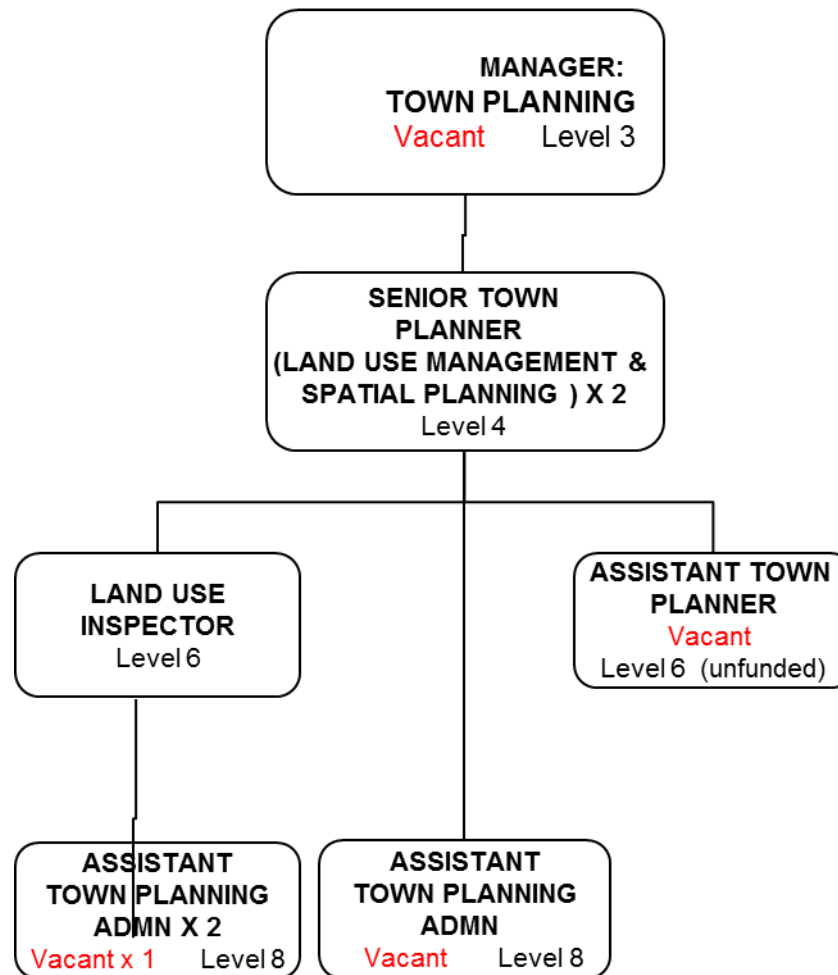 MANAGER:
TOWN PLANNING
Vacant Level 3
SENIOR TOWN
PLANNER
(LAND USE MANAGEMENT &
SPATIAL PLANNING ) X 2
Level 4
LAND USE
INSPECTOR
Level 6
ASSISTANT TOWN
PLANNER
Vacant
Level 6 (unfunded)
ASSISTANT
TOWN PLANNING
ADMN X 2
Vacant x 1 Level 8
ASSISTANT
TOWN PLANNING
ADMN
Vacant Level 8